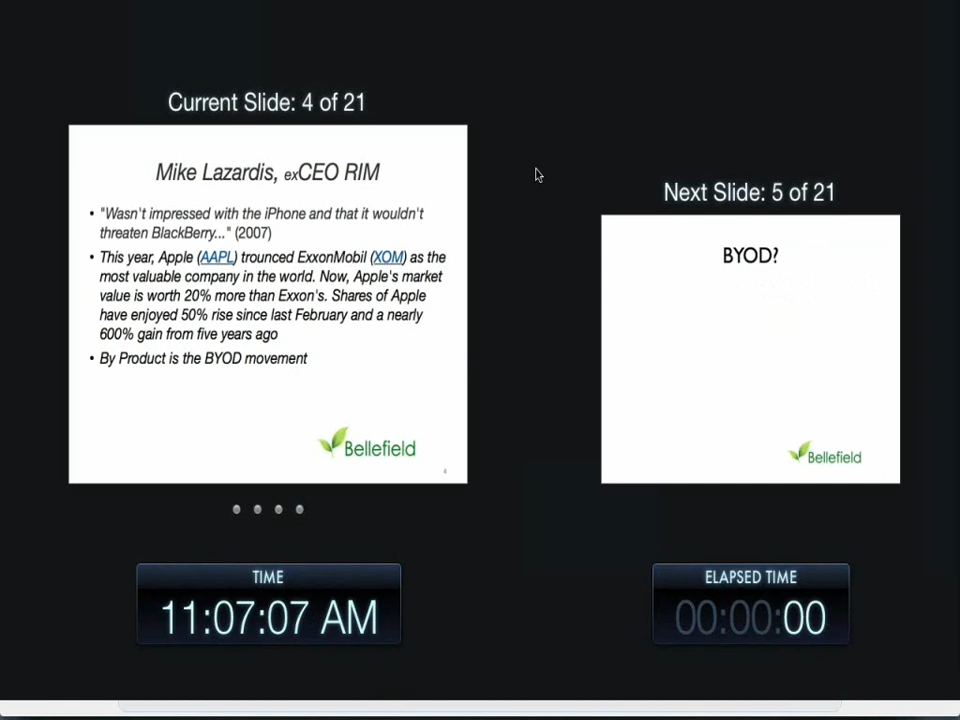 Current Slide: 4 of 21
Mike Lazardis, exCEO RIM
• "Wasn't impressed with the iPhone and that it wouldn't
threaten BlackBerry..." (2007)
• This year, Apple (AAPL) trounced ExxonMobil (XOM) as the
most valuable company in the world. Now, Apple's market
value is worth 20% more than Exxon's. Shares of Apple
have enjoyed 50% rise since last February and a nearly
600% gain from five years ago
• By Product is the BYOD movement
Bellefield
4
Next Slide: 5 of 21
BYOD?
Bellefield
TIME
11:07:07 AM
ELAPSED TIME
00:00:00